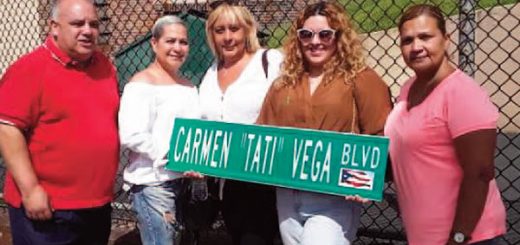 CARMEN "TATI" VEGA BLVD